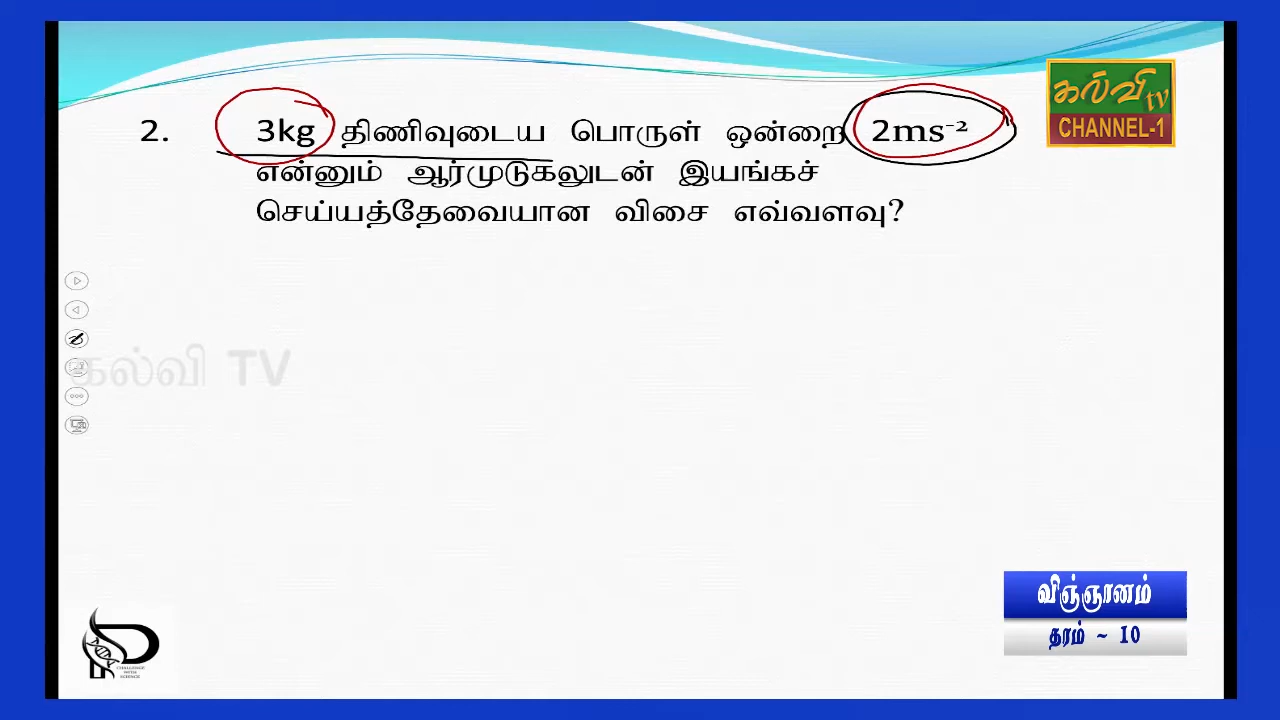 கல்வி tv
CHANNEL-1
2. 3kg திணிவுடைய பொருள் ஒன்றை 2ms⁻²
என்னும் ஆர்முடுகலுடன் இயங்கச்
செய்யத்தேவையான விசை எவ்வளவு?
கல்வி TV
விஞ்ஞானம்
தரம் ~ 10